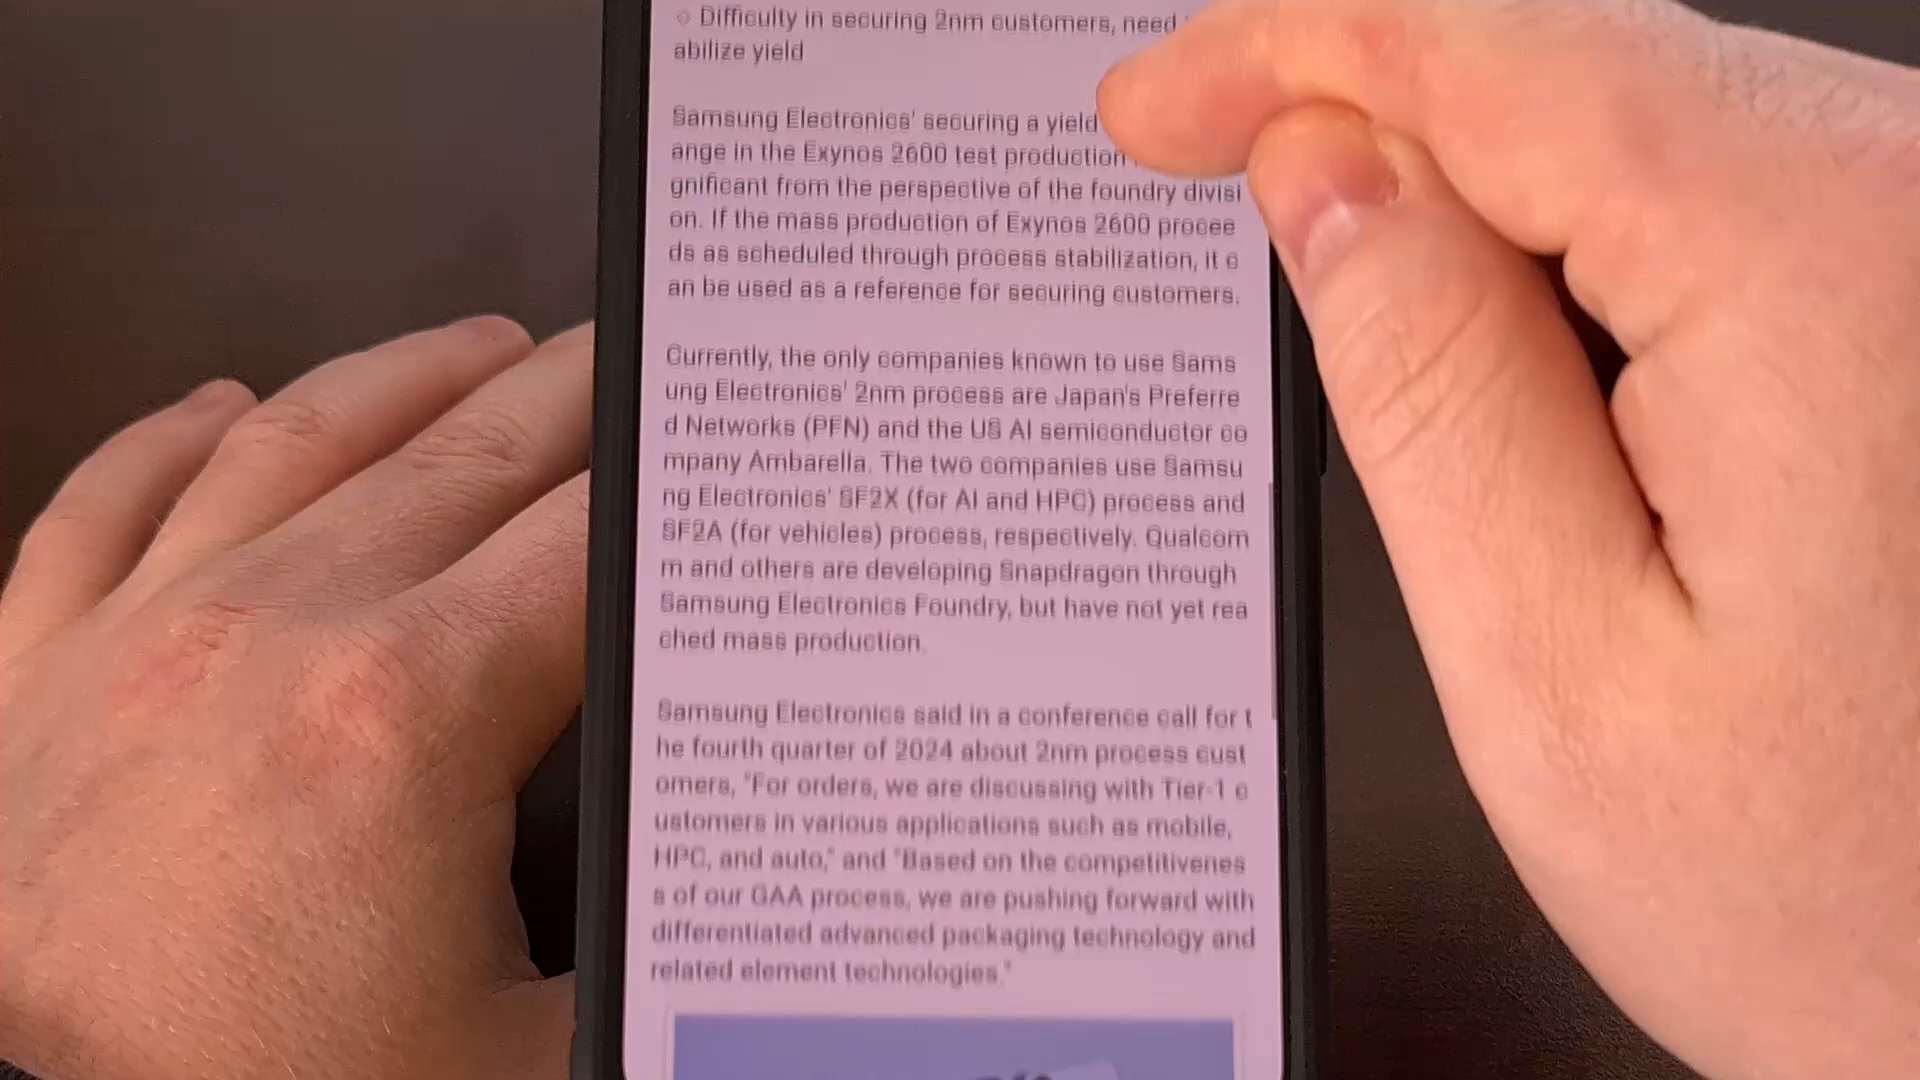 ◇ Difficulty in securing 2nm customers, need
abilize yield
Samsung Electronics' securing a yield
ange in the Exynos 2600 test production
gnificant from the perspective of the foundry divisi
on. If the mass production of Exynos 2600 procee
ds as scheduled through process stabilization, it c
an be used as a reference for securing customers.
Currently, the only companies known to use Sams
ung Electronics' 2nm process are Japan's Preferre
d Networks (PFN) and the US AI semiconductor co
mpany Ambarella. The two companies use Samsu
ng Electronics' SF2X (for AI and HPC) process and
SF2A (for vehicles) process, respectively. Qualcom
m and others are developing Snapdragon through
Samsung Electronics Foundry, but have not yet rea
ched mass production.
Samsung Electronics said in a conference call for t
he fourth quarter of 2024 about 2nm process cust
omers, "For orders, we are discussing with Tier-1 c
ustomers in various applications such as mobile,
HPC, and auto," and "Based on the competitivenes
s of our GAA process, we are pushing forward with
differentiated advanced packaging technology and
related element technologies."